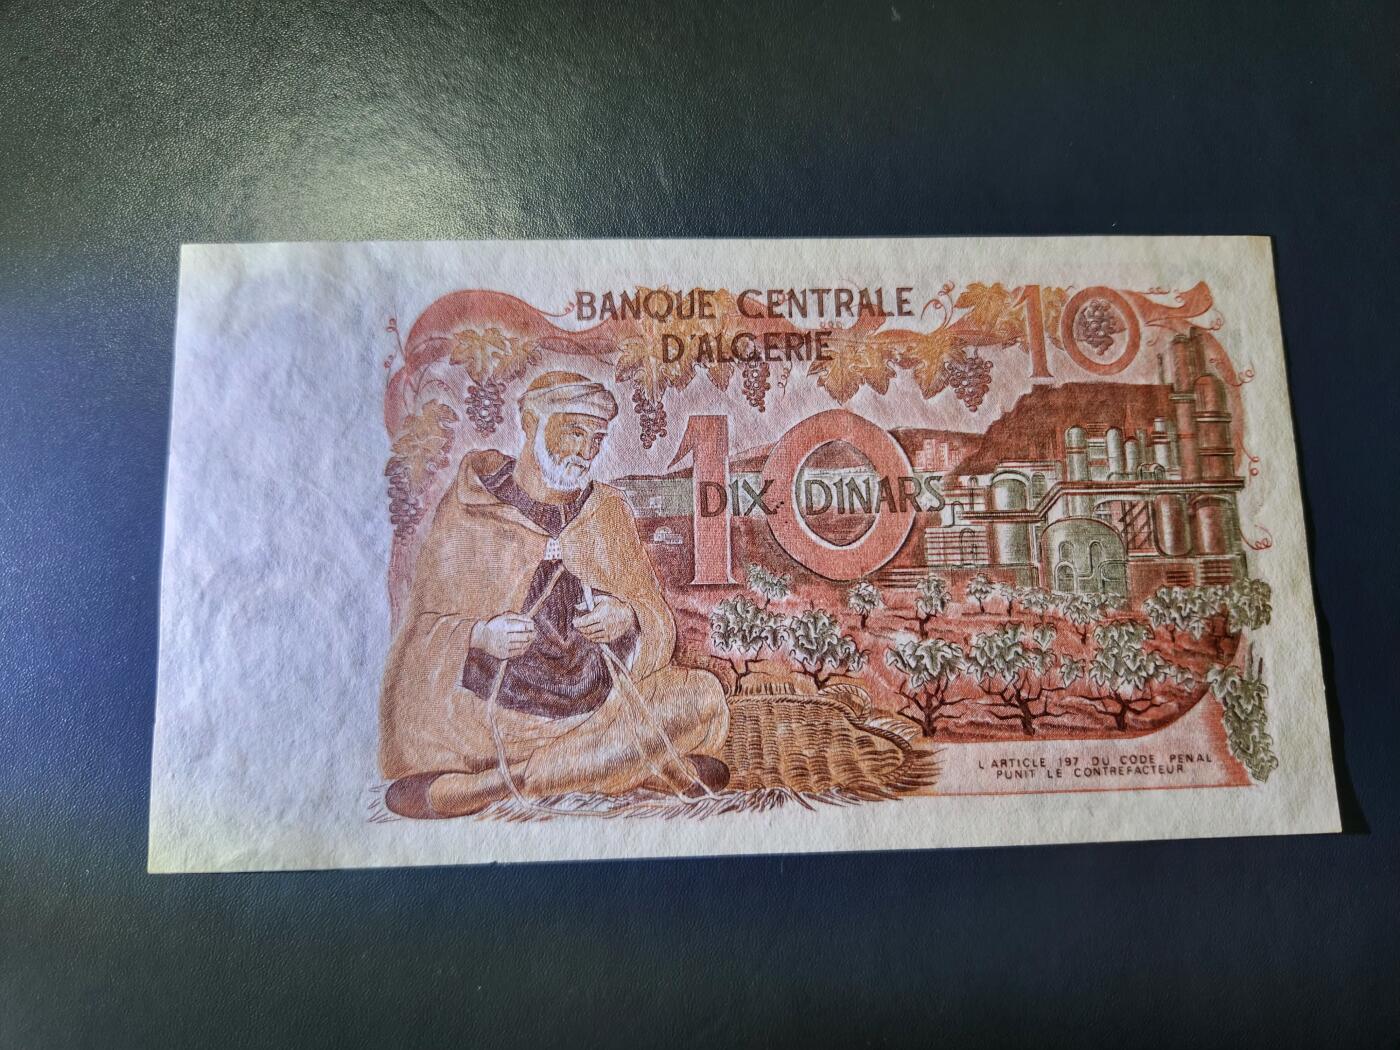 BANQUE CENTRALE
D'ALGERIE
10
10
DIX DINARS
L'ARTICLE 197 DU CODE PENAL
PUNIT LE CONTREFACTEUR